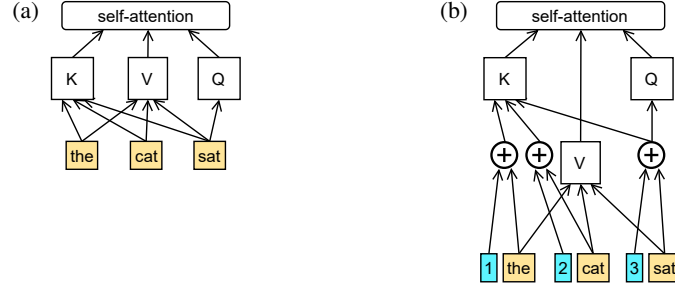 (a)
self-attention
K V Q
the cat sat
(b)
self-attention
K Q
+ + V +
1 the 2 cat 3 sat